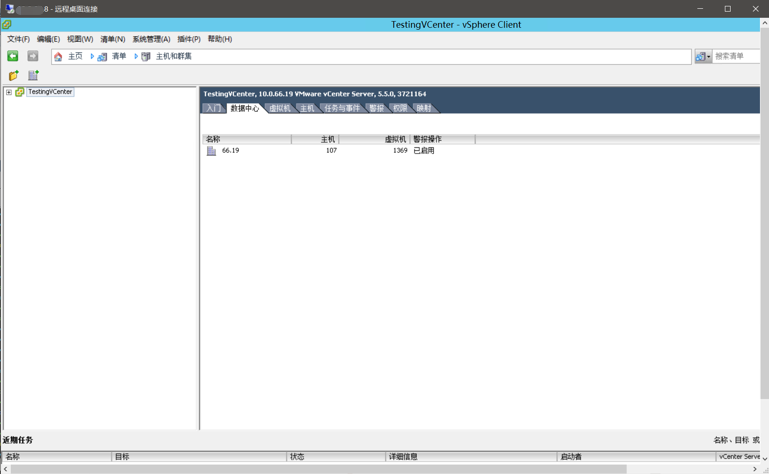 8 - 远程桌面连接
TestingVCenter - vSphere Client
文件(F) 编辑(E) 视图(W) 清单(N) 系统管理(A) 插件(P) 帮助(H)
主页 清单 主机和群集 搜索清单
TestingVCenter
TestingVCenter, 10.0.66.19 VMware vCenter Server, 5.5.0, 3721164
入门 数据中心 虚拟机 主机 任务与事件 警报 权限 映射
名称 主机 虚拟机 警报操作
66.19 107 1369 已启用
近期任务 名称、目标 或
名称 目标 状态 详细信息 启动者 vCenter Serve